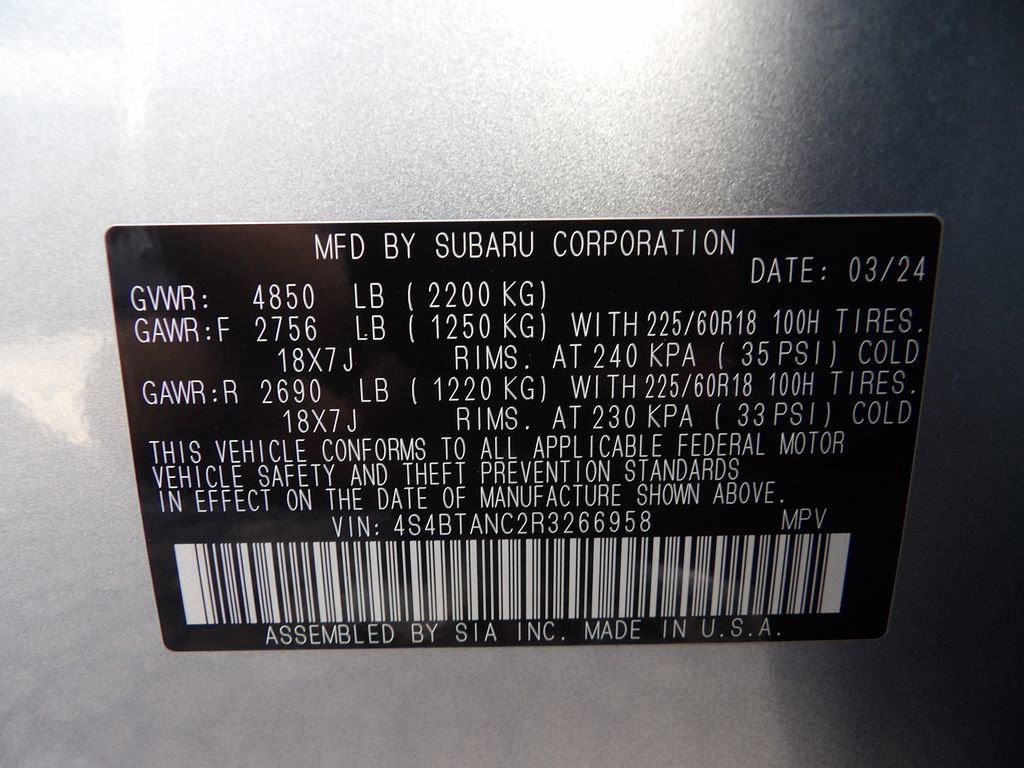 MFD BY SUBARU CORPORATION
DATE: 03/24
GVWR: 4850 LB ( 2200 KG)
GAWR:F 2756 LB ( 1250 KG) WITH 225/60R18 100H TIRES.
18X7J RIMS. AT 240 KPA ( 35 PSI) COLD
GAWR:R 2690 LB ( 1220 KG) WITH 225/60R18 100H TIRES.
18X7J RIMS. AT 230 KPA ( 33 PSI) COLD
THIS VEHICLE CONFORMS TO ALL APPLICABLE FEDERAL MOTOR
VEHICLE SAFETY AND THEFT PREVENTION STANDARDS
IN EFFECT ON THE DATE OF MANUFACTURE SHOWN ABOVE.
VIN: 4S4BTANC2R3266958 MPV
ASSEMBLED BY SIA INC. MADE IN U.S.A.